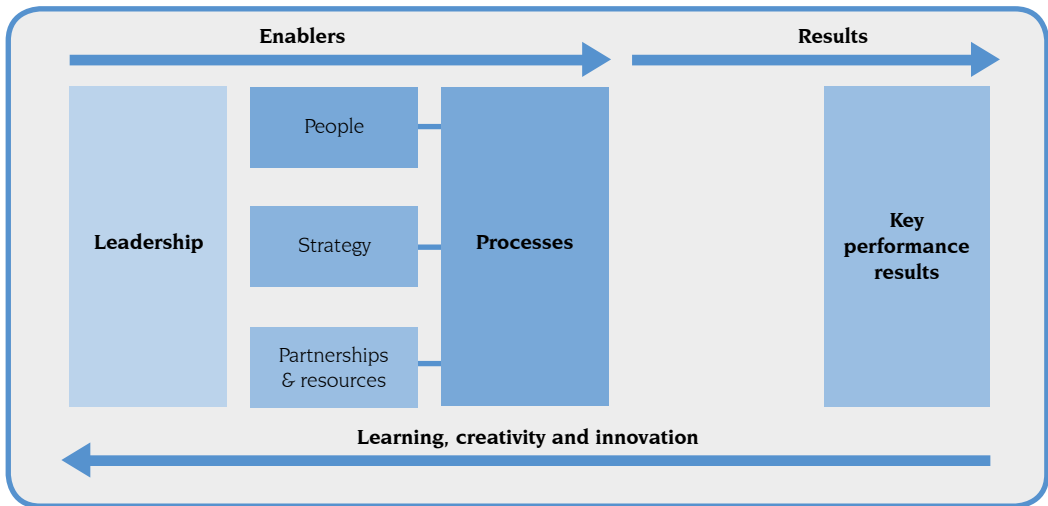 Enablers
Results
Leadership
People
Strategy
Partnerships
& resources
Processes
Key
performance
results
Learning, creativity and innovation